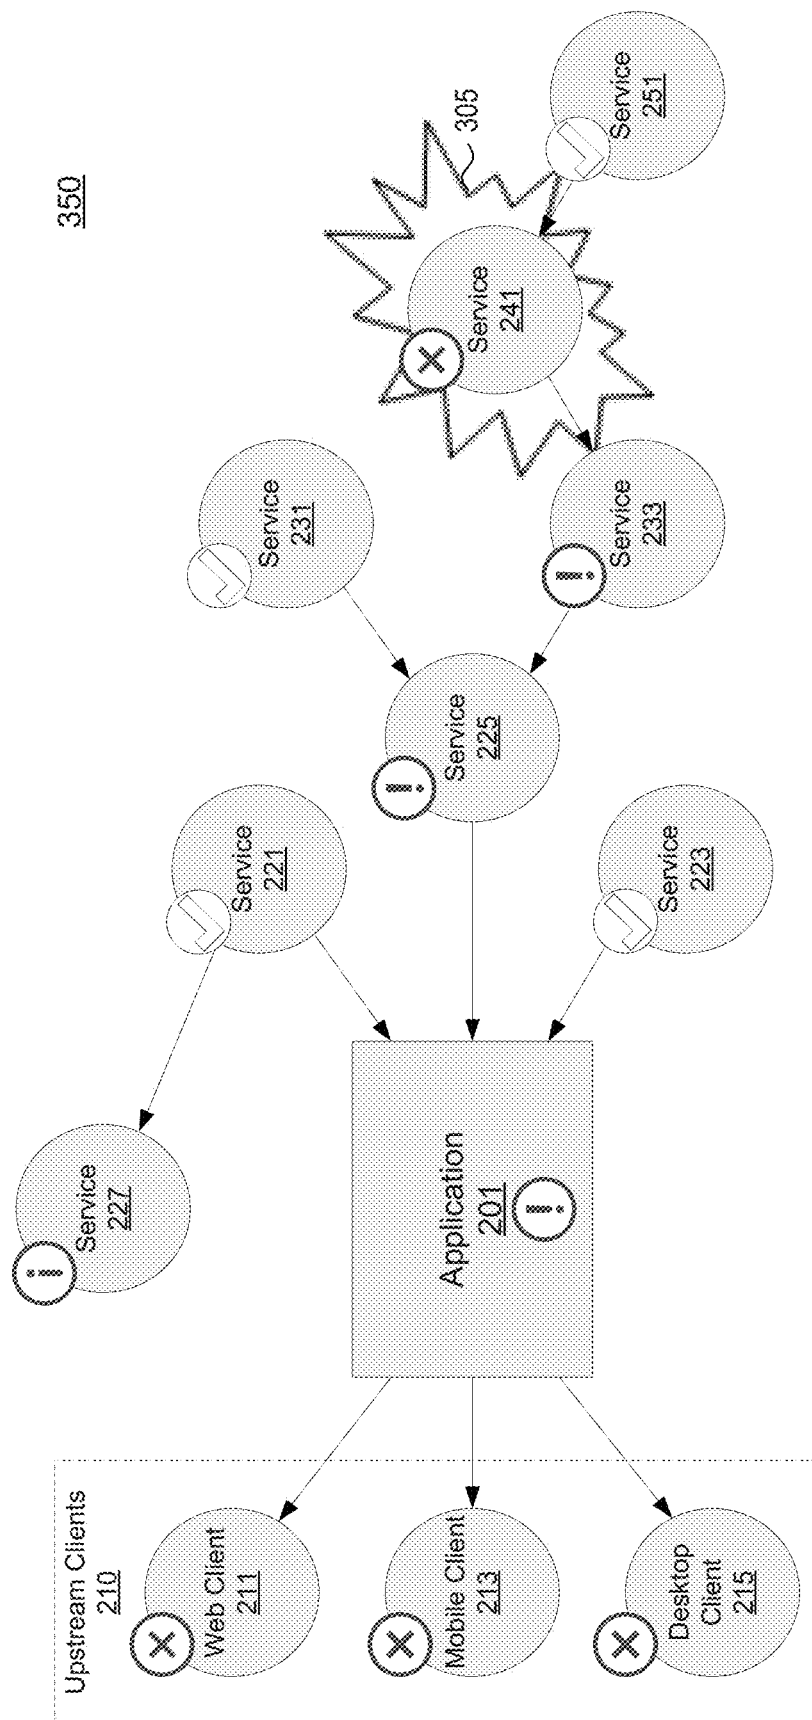 350
Upstream Clients
210
Web Client
211
Mobile Client
213
Desktop
Client
215
Application
201
Service
227
Service
221
Service
223
Service
225
Service
231
Service
233
Service
241
305
Service
251